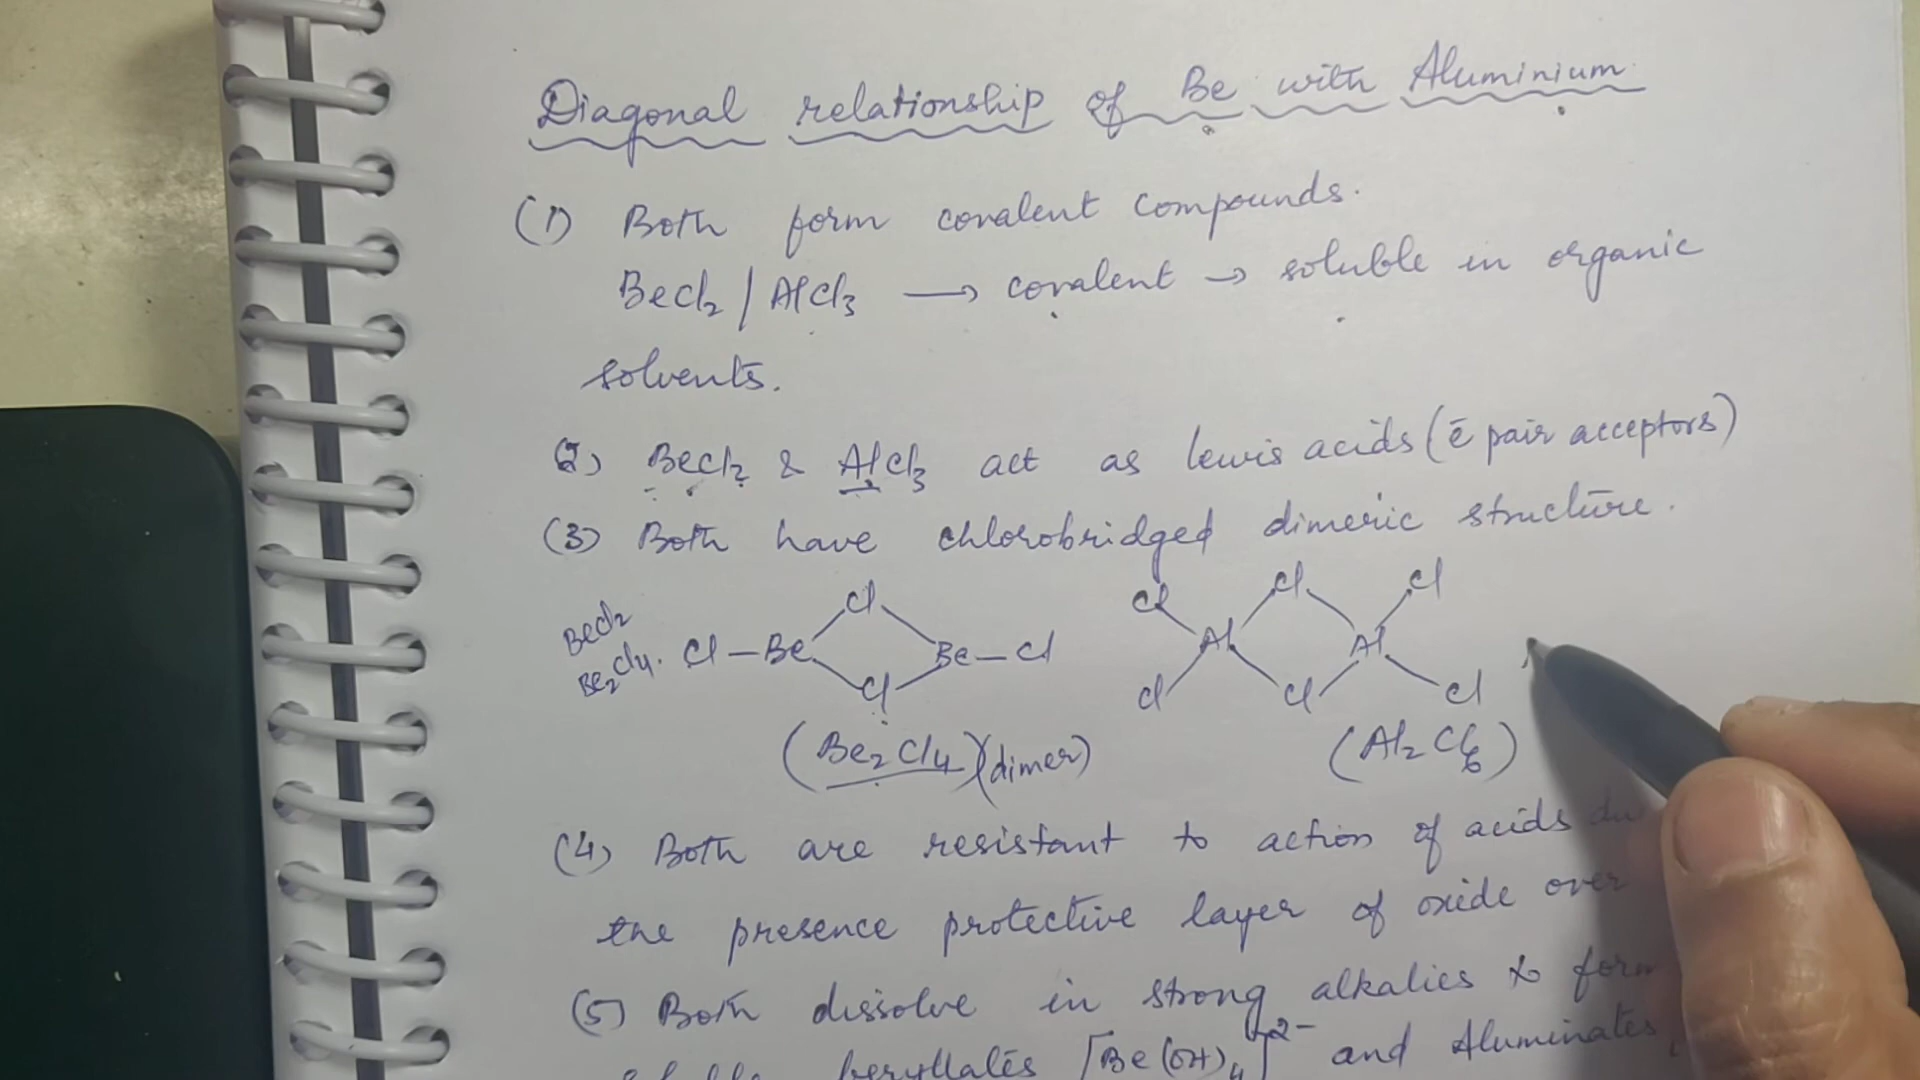 Diagonal relationship of Be with Aluminium
(1) Both form covalent compounds.
BeCl2 / AlCl3 → covalent → soluble in organic
solvents.
(2) BeCl2 & AlCl3 act as lewis acids (ē pair acceptors)
(3) Both have chlorobridged dimeric structure.
BeCl2
Be2Cl4.
Cl Cl Cl Cl
Cl — Be Be — Cl Al Al
Cl Cl Cl Cl
(Be2Cl4) (dimer) (Al2Cl6)
(4) Both are resistant to action of acids
the presence protective layer of oxide over
(5) Both dissolve in strong alkalies to form
beryllates [Be(OH)4]2- and Aluminates,